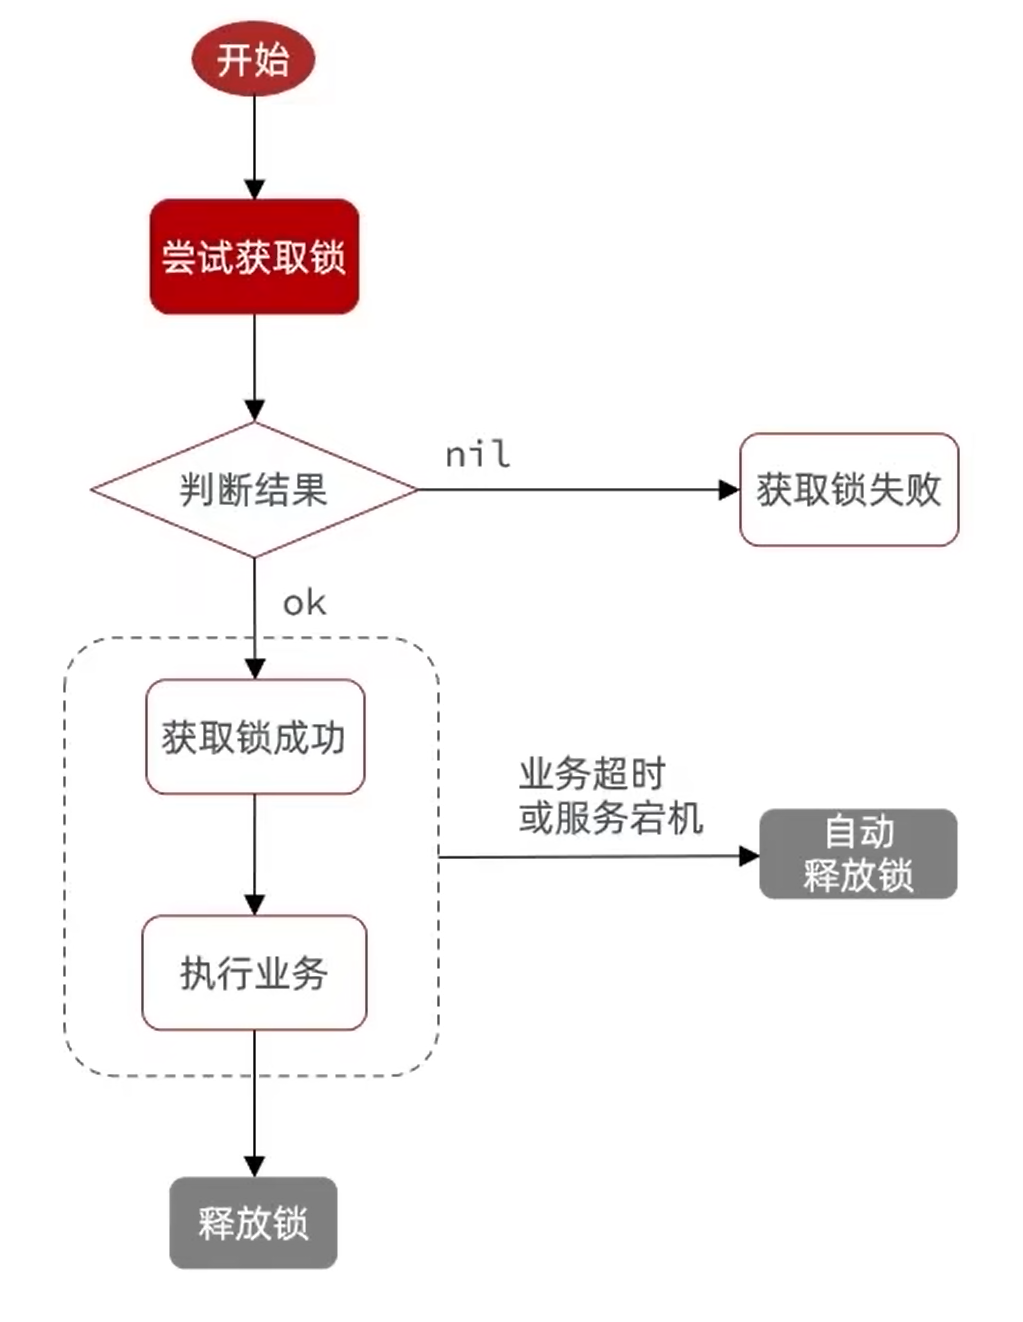 开始
尝试获取锁
判断结果
nil
获取锁失败
ok
获取锁成功
业务超时
或服务宕机
自动
释放锁
执行业务
释放锁